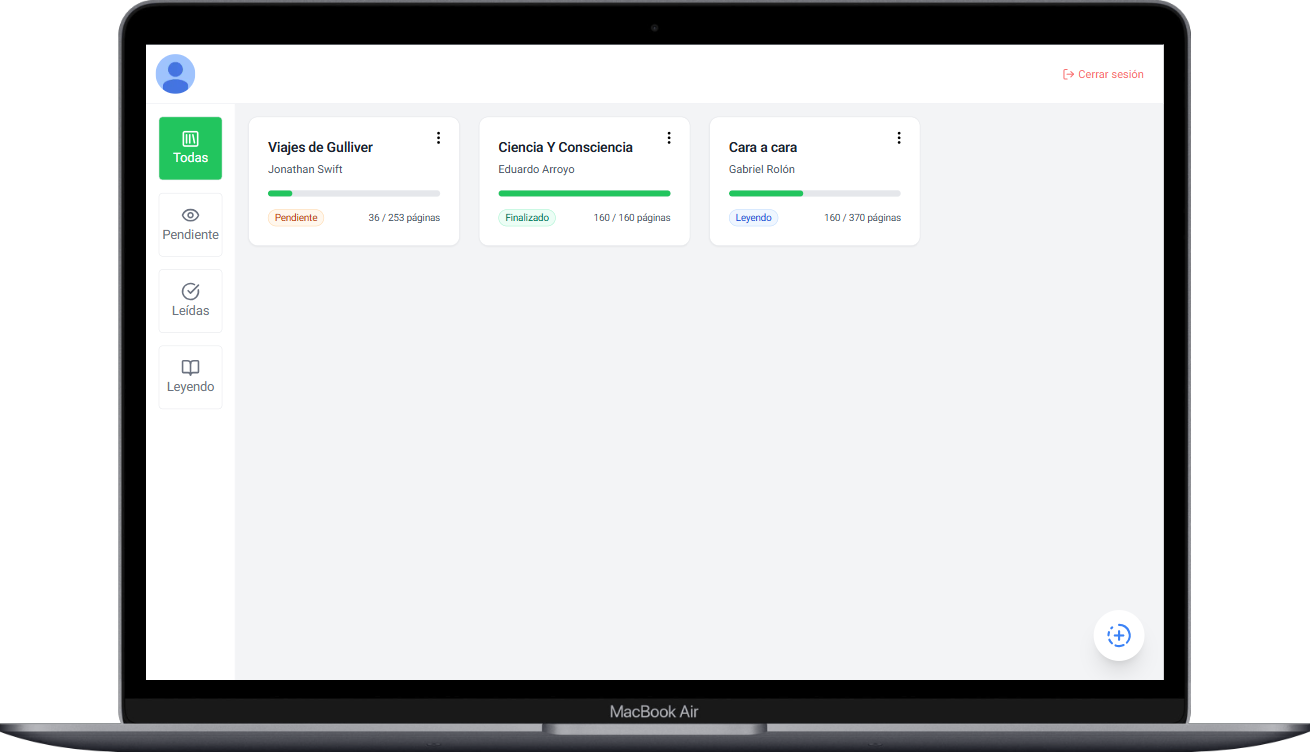 Cerrar sesión
Todas
Pendiente
Leídas
Leyendo
Viajes de Gulliver
Jonathan Swift
Pendiente 36 / 253 páginas
Ciencia Y Consciencia
Eduardo Arroyo
Finalizado 160 / 160 páginas
Cara a cara
Gabriel Rolón
Leyendo 160 / 370 páginas
MacBook Air